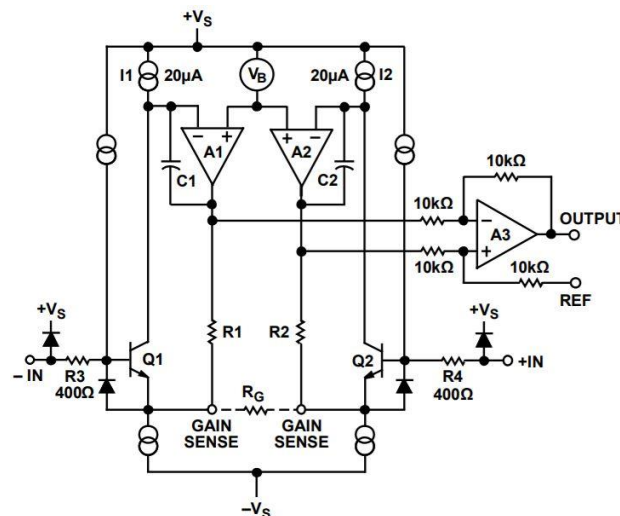 +VS
I1 20µA VB 20µA I2
− + + −
A1 A2
C1 C2
10kΩ
− OUTPUT
A3
10kΩ +
10kΩ 10kΩ
REF
+VS R1 R2 +VS
Q1 Q2
− IN R3 R4 +IN
400Ω 400Ω
RG
GAIN SENSE GAIN SENSE
−VS